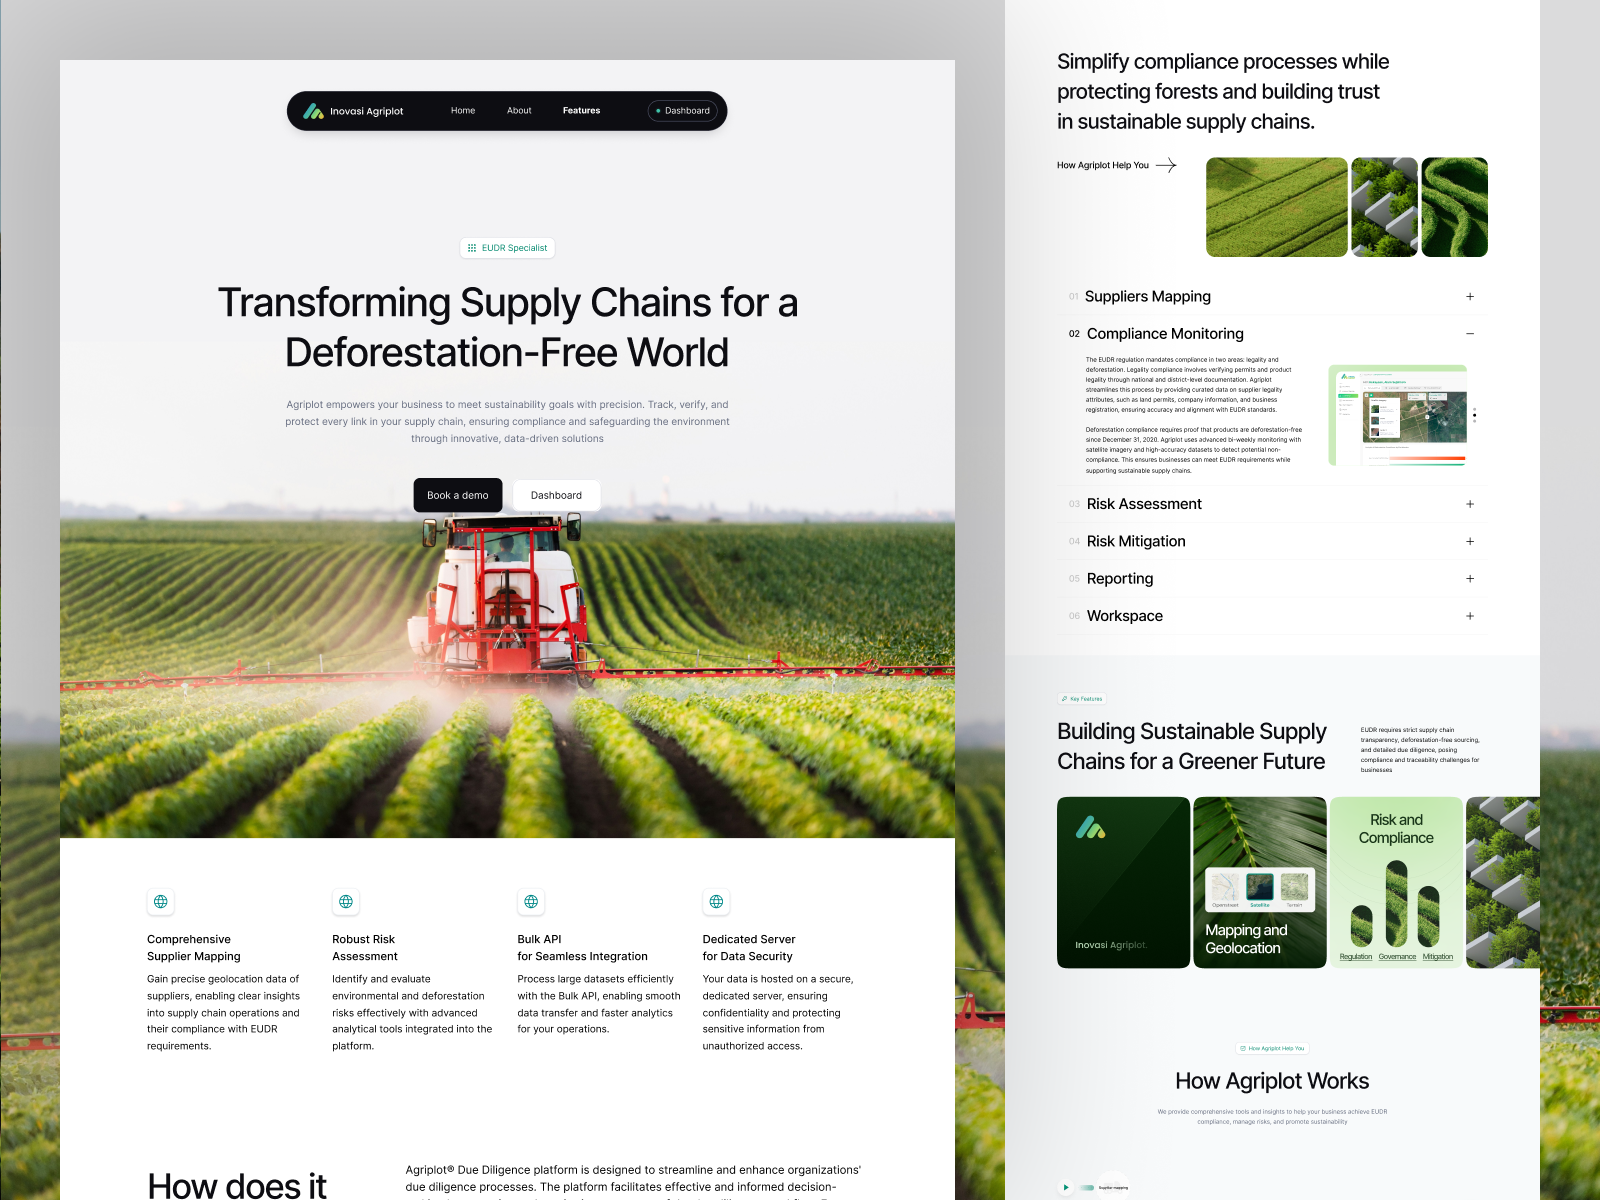 Inovasi Agriplot
Home
About
Features
Dashboard
EUDR Specialist
Transforming Supply Chains for a
Deforestation-Free World
Agriplot empowers your business to meet sustainability goals with precision. Track, verify, and
protect every link in your supply chain, ensuring compliance and safeguarding the environment
through innovative, data-driven solutions
Book a demo
Dashboard
Comprehensive
Supplier Mapping
Gain precise geolocation data of
suppliers, enabling clear insights
into supply chain operations and
their compliance with EUDR
requirements.
Robust Risk
Assessment
Identify and evaluate
environmental and deforestation
risks effectively with advanced
analytical tools integrated into the
platform.
Bulk API
for Seamless Integration
Process large datasets efficiently
with the Bulk API, enabling smooth
data transfer and faster analytics
for your operations.
Dedicated Server
for Data Security
Your data is hosted on a secure,
dedicated server, ensuring
confidentiality and protecting
sensitive information from
unauthorized access.
How does it
Agriplot® Due Diligence platform is designed to streamline and enhance organizations'
due diligence processes. The platform facilitates effective and informed decision-
Simplify compliance processes while
protecting forests and building trust
in sustainable supply chains.
How Agriplot Help You
01 Suppliers Mapping
02 Compliance Monitoring
The EUDR regulation mandates compliance in two areas: legality and
deforestation. Legality compliance involves verifying permits and product
legality through national and district-level documentation. Agriplot
streamlines this process by providing curated data on supplier legality
attributes, such as land permits, company information, and business
registration, ensuring accuracy and alignment with EUDR standards.
Deforestation compliance requires proof that products are deforestation-free
since December 31, 2020. Agriplot uses advanced bi-weekly monitoring with
satellite imagery and high-accuracy datasets to detect potential non-
compliance. This ensures businesses can meet EUDR requirements while
supporting sustainable supply chains.
03 Risk Assessment
04 Risk Mitigation
05 Reporting
06 Workspace
Key Features
Building Sustainable Supply
Chains for a Greener Future
EUDR requires strict supply chain
transparency, deforestation-free sourcing,
and detailed due diligence, posing
compliance and traceability challenges for
businesses
Inovasi Agriplot.
Openstreet
Satellite
Terrain
Mapping and
Geolocation
Risk and
Compliance
Regulation
Governance
Mitigation
How Agriplot Help You
How Agriplot Works
We provide comprehensive tools and insights to help your business achieve EUDR
compliance, manage risks, and promote sustainability
Supplier mapping